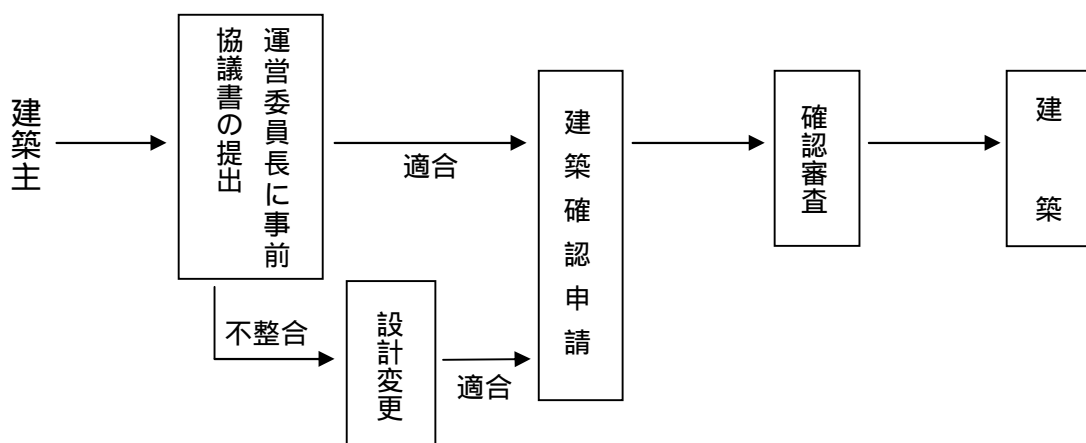 建築主
運営委員長に事前
協議書の提出
適合
不整合
設計変更
適合
建築確認申請
確認審査
建築